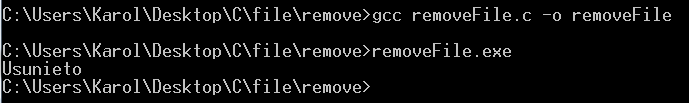 C:\Users\Karol\Desktop\C\file\remove>gcc removeFile.c -o removeFile
C:\Users\Karol\Desktop\C\file\remove>removeFile.exe
Usunieto
C:\Users\Karol\Desktop\C\file\remove>